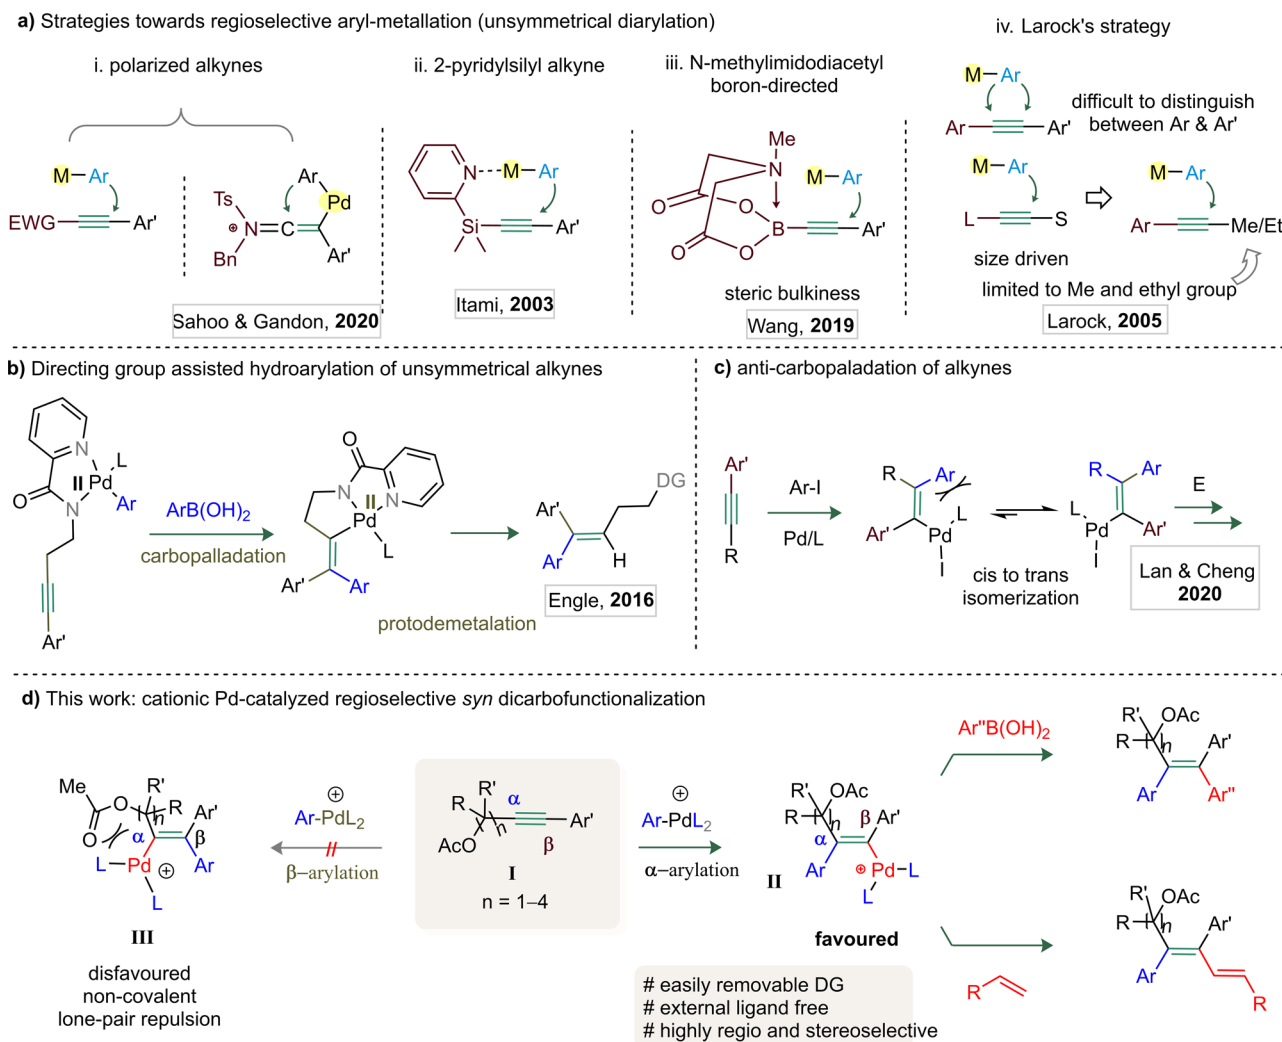 a) Strategies towards regioselective aryl-metallation (unsymmetrical diarylation)
i. polarized alkynes
M
Ar
EWG
Ar'
Ts
N
⊕
Bn
C
Ar
Pd
Ar'
Sahoo & Gandon, 2020
ii. 2-pyridylsilyl alkyne
N
M
Ar
Si
Ar'
Itami, 2003
iii. N-methylimidodiacetyl
boron-directed
Me
N
M
Ar
O
O
B
O
O
Ar'
steric bulkiness
Wang, 2019
iv. Larock's strategy
M
Ar
difficult to distinguish
between Ar & Ar'
Ar
Ar'
M
Ar
L
S
M
Ar
Ar
Me/Et
size driven
limited to Me and ethyl group
Larock, 2005
b) Directing group assisted hydroarylation of unsymmetrical alkynes
N
L
II
Pd
O
N
Ar
Ar'
ArB(OH)2
carbopalladation
O
N
N
II
Pd
L
Ar'
Ar
protodemetalation
DG
Ar'
Ar
H
Engle, 2016
c) anti-carbopaladation of alkynes
Ar'
R
Ar-I
Pd/L
R
Ar
L
Ar'
Pd
I
cis to trans
isomerization
R
Ar
L
Pd
Ar'
I
E
Lan & Cheng
2020
d) This work: cationic Pd-catalyzed regioselective syn dicarbofunctionalization
Me
O
R'
R
n
Ar'
O
α
β
L
Pd
⊕
Ar
L
III
disfavoured
non-covalent
lone-pair repulsion
⊕
Ar-PdL2
//
β–arylation
R'
R
α
n
Ar'
AcO
β
I
n = 1–4
⊕
Ar-PdL2
α–arylation
R'
OAc
R
n
β
Ar'
α
Ar
⊕
Pd
L
L
II
favoured
# easily removable DG
# external ligand free
# highly regio and stereoselective
Ar''B(OH)2
R'
OAc
R
n
Ar'
Ar
Ar''
R
R'
OAc
R
n
Ar'
Ar
R